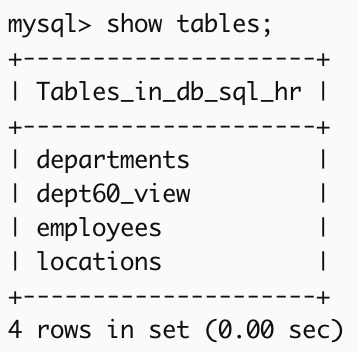 mysql> show tables;
+---------------------+
| Tables_in_db_sql_hr |
+---------------------+
| departments         |
| dept60_view         |
| employees           |
| locations           |
+---------------------+
4 rows in set (0.00 sec)